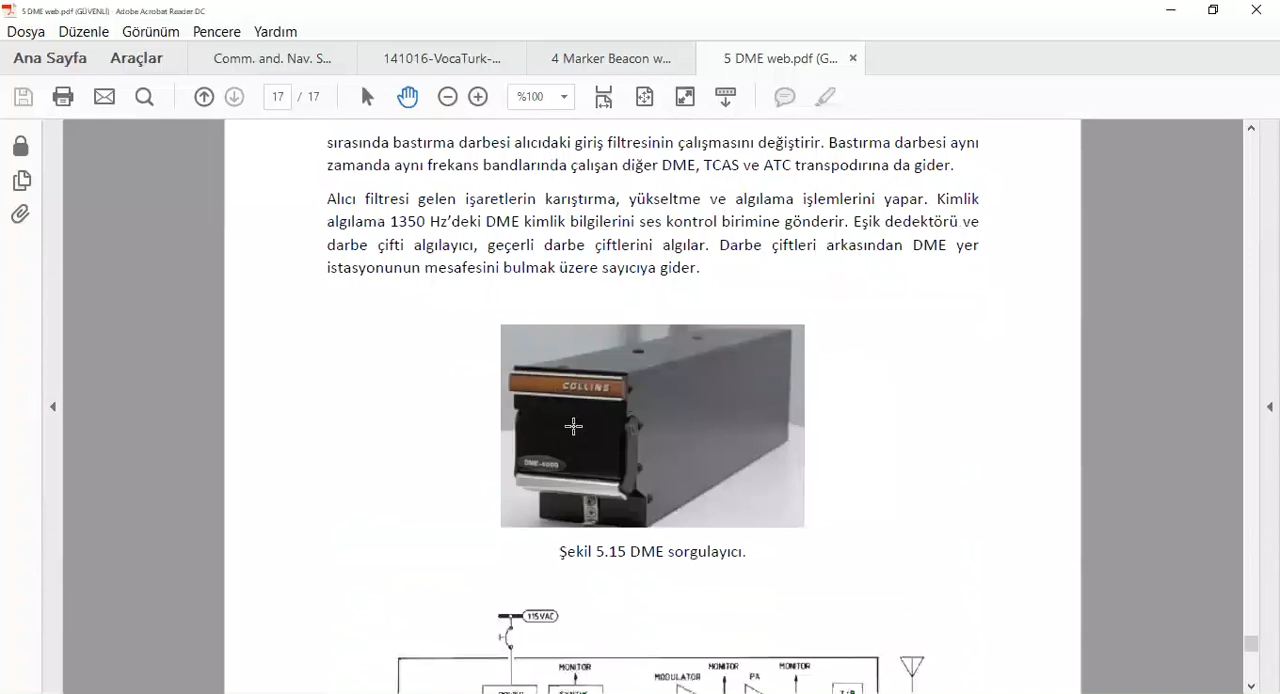 5 DME web.pdf (GÜVENLİ) - Adobe Acrobat Reader DC
Dosya Düzenle Görünüm Pencere Yardım
Ana Sayfa Araçlar Comm. and. Nav. S... 141016-VocaTurk-... 4 Marker Beacon w... 5 DME web.pdf (G... ×
17 / 17 %100
sırasında bastırma darbesi alıcıdaki giriş filtresinin çalışmasını değiştirir. Bastırma darbesi aynı
zamanda aynı frekans bandlarında çalışan diğer DME, TCAS ve ATC transpodırına da gider.
Alıcı filtresi gelen işaretlerin karıştırma, yükseltme ve algılama işlemlerini yapar. Kimlik
algılama 1350 Hz’deki DME kimlik bilgilerini ses kontrol birimine gönderir. Eşik dedektörü ve
darbe çifti algılayıcı, geçerli darbe çiftlerini algılar. Darbe çiftleri arkasından DME yer
istasyonunun mesafesini bulmak üzere sayıcıya gider.
COLLINS
Şekil 5.15 DME sorgulayıcı.
115VAC
MONITOR MODULATOR MONITOR PA MONITOR